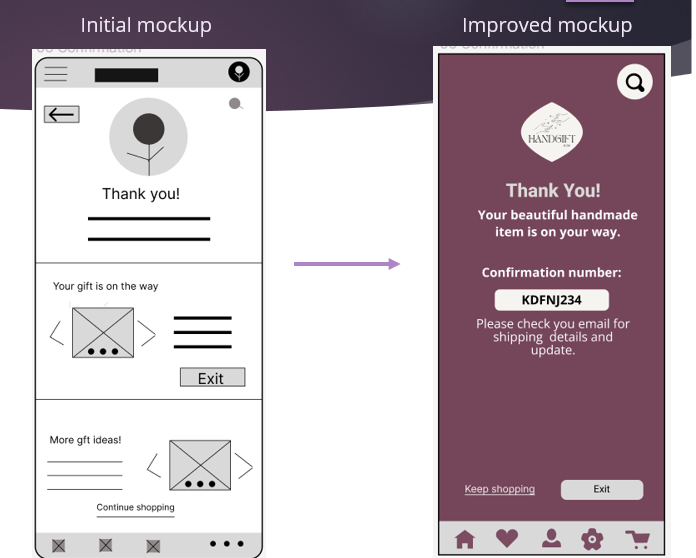 Initial mockup
Improved mockup
Thank you!
Your gift is on the way
Exit
More gft ideas!
Continue shopping
HANDGIFT
Thank You!
Your beautiful handmade
item is on your way.
Confirmation number:
KDFNJ234
Please check you email for
shipping details and
update.
Keep shopping
Exit